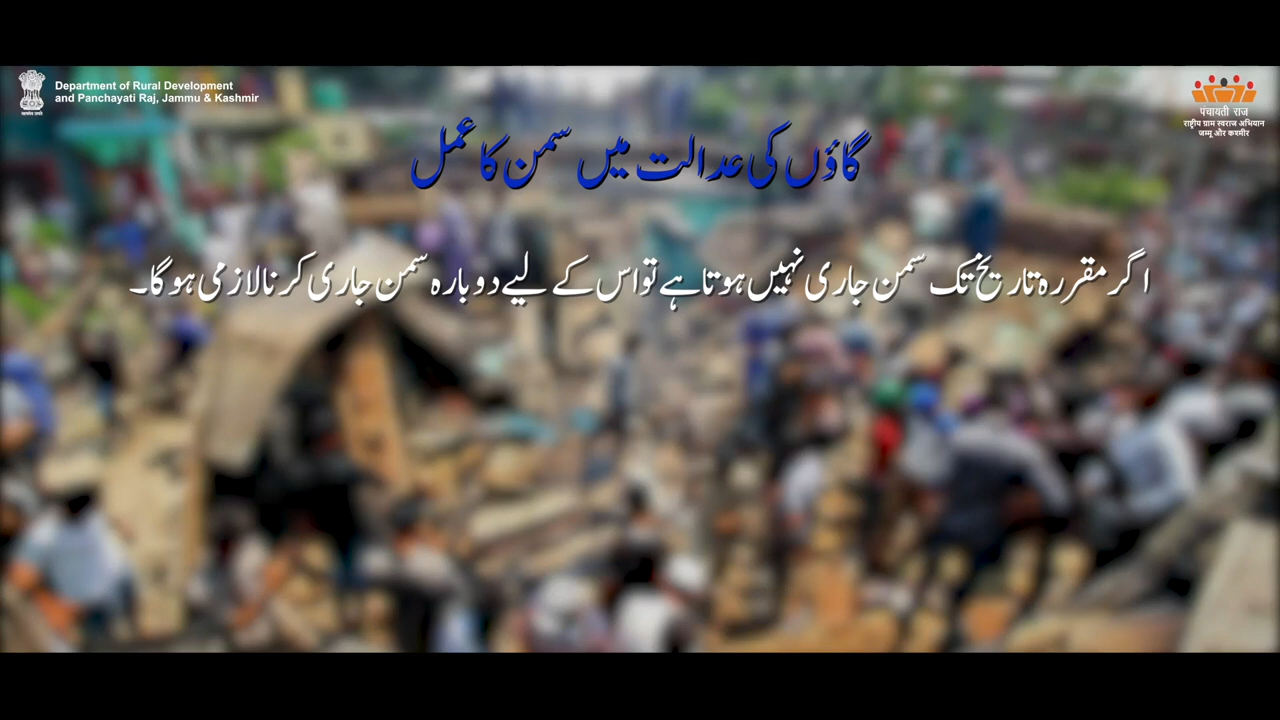 Department of Rural Development
and Panchayati Raj, Jammu & Kashmir
पंचायती राज
राष्ट्रीय ग्राम स्वराज अभियान
जम्मू और कश्मीर
گاؤں کی عدالت میں سمن کا عمل
اگر مقررہ تاریخ تک سمن جاری نہیں ہوتا ہے تو اس کے لیے دوبارہ سمن جاری کرنا لازمی ہوگا۔